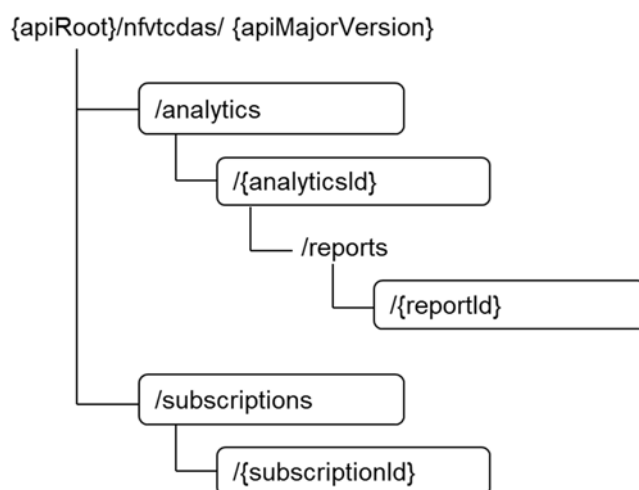 {apiRoot}/nfvtcdas/ {apiMajorVersion}
/analytics
/{analyticsId}
/reports
/{reportId}
/subscriptions
/{subscriptionId}